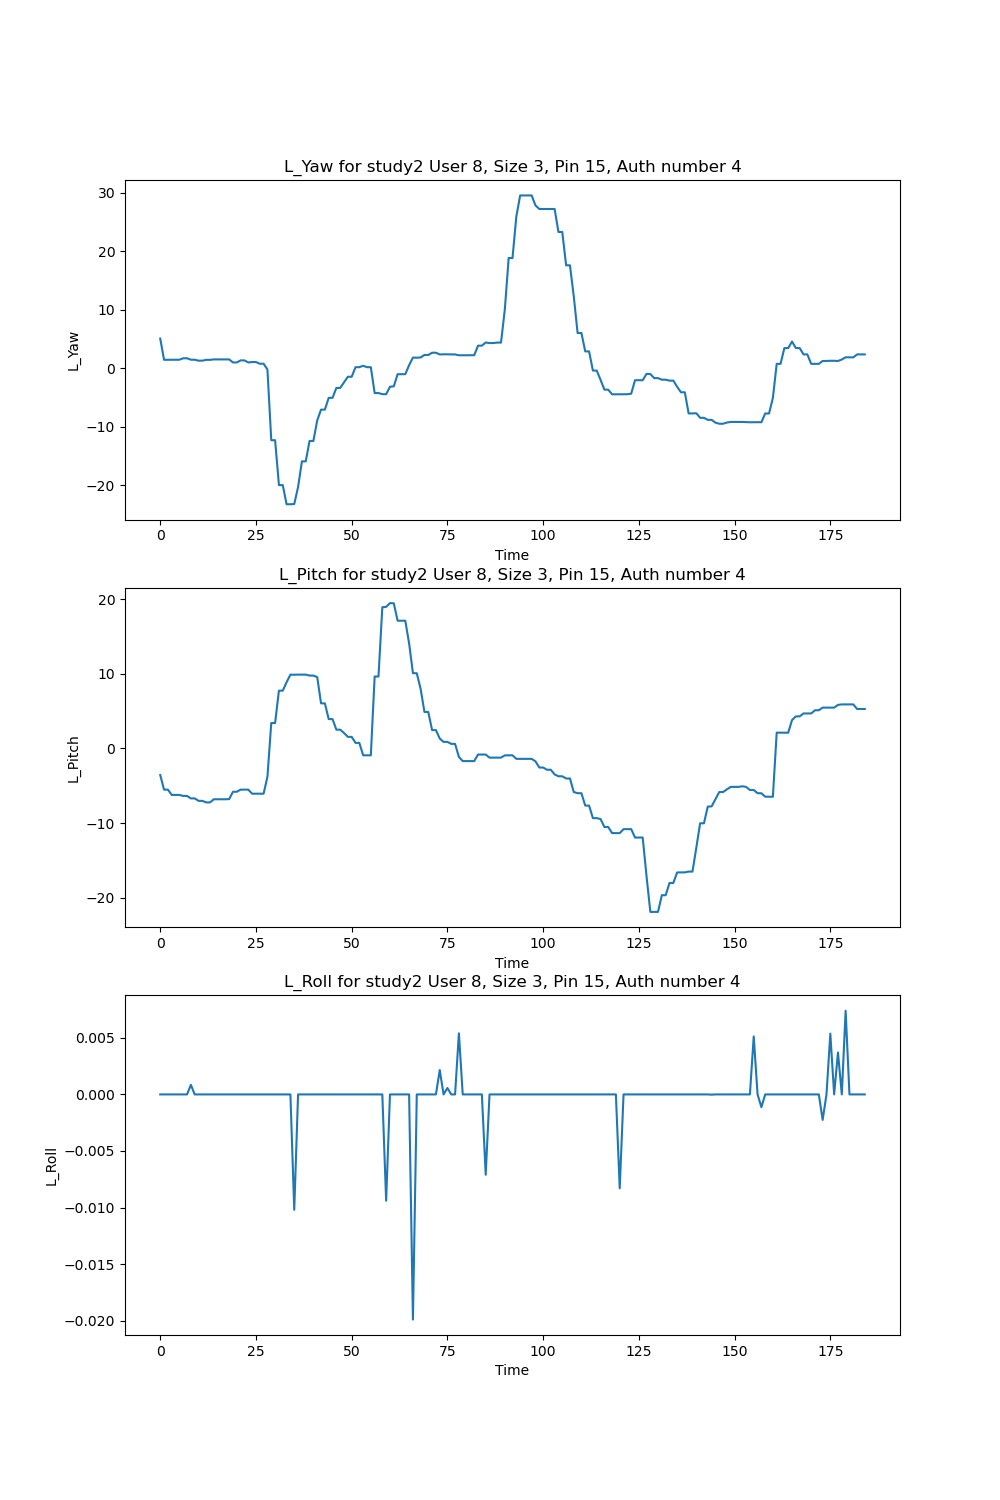 L_Yaw for study2 User 8, Size 3, Pin 15, Auth number 4
30
20
10
0
−10
−20
L_Yaw
0 25 50 75 100 125 150 175
Time
L_Pitch for study2 User 8, Size 3, Pin 15, Auth number 4
20
10
0
−10
−20
L_Pitch
0 25 50 75 100 125 150 175
Time
L_Roll for study2 User 8, Size 3, Pin 15, Auth number 4
0.005
0.000
−0.005
−0.010
−0.015
−0.020
L_Roll
0 25 50 75 100 125 150 175
Time